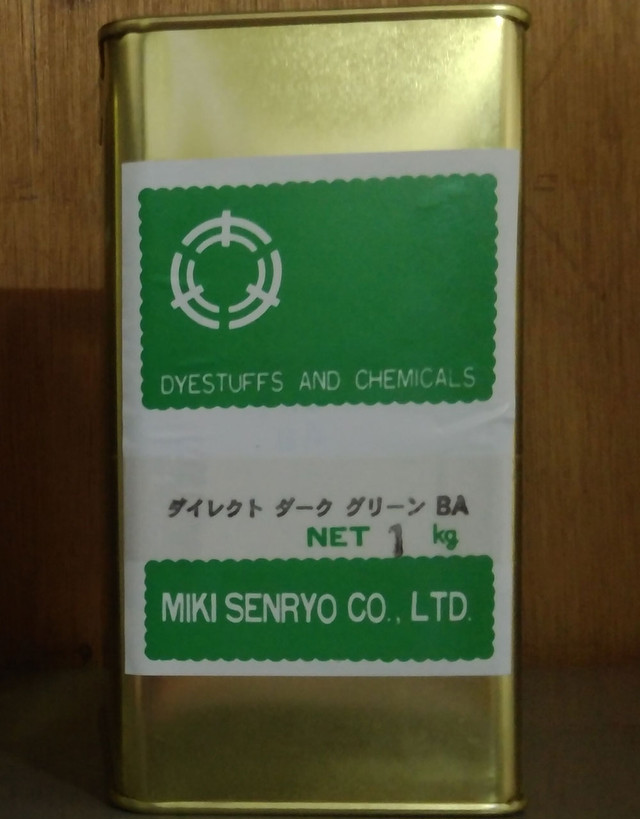 DYESTUFFS AND CHEMICALS
ダイレクト ダーク グリーン BA
NET 1 kg
MIKI SENRYO CO., LTD.